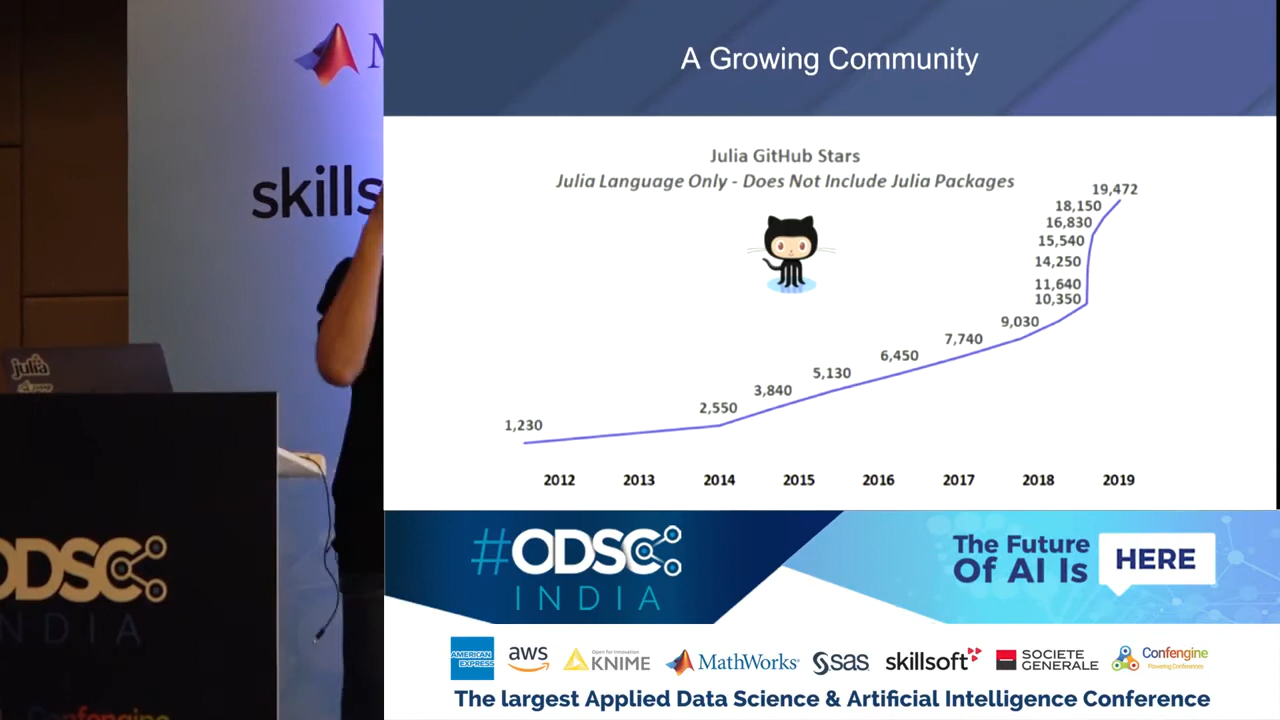 skills
julia
ODSC
INDIA
A Growing Community
Julia GitHub Stars
Julia Language Only - Does Not Include Julia Packages
19,472
18,150
16,830
15,540
14,250
11,640
10,350
9,030
7,740
6,450
5,130
3,840
2,550
1,230
2012 2013 2014 2015 2016 2017 2018 2019
#ODSC
INDIA
The Future
Of AI Is
HERE
AMERICAN
EXPRESS
aws
Open for Innovation
KNIME
MathWorks
sas
skillsoft
SOCIETE
GENERALE
Confengine
Powering Conferences
The largest Applied Data Science & Artificial Intelligence Conference